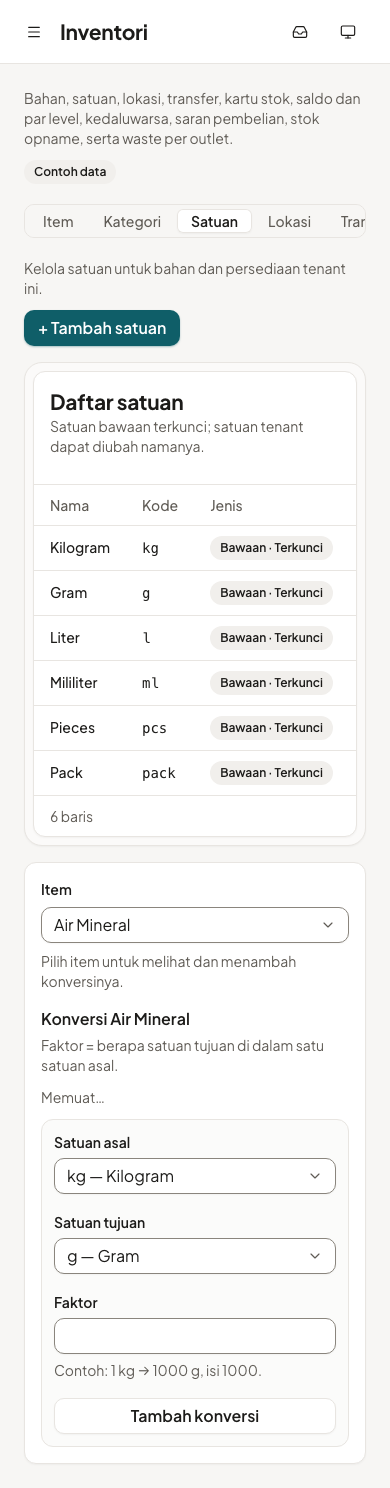 Inventori
Bahan, satuan, lokasi, transfer, kartu stok, saldo dan
par level, kedaluwarsa, saran pembelian, stok
opname, serta waste per outlet.
Contoh data
Item Kategori Satuan Lokasi Tran
Kelola satuan untuk bahan dan persediaan tenant
ini.
+ Tambah satuan
Daftar satuan
Satuan bawaan terkunci; satuan tenant
dapat diubah namanya.
Nama Kode Jenis
Kilogram kg Bawaan · Terkunci
Gram g Bawaan · Terkunci
Liter l Bawaan · Terkunci
Mililiter ml Bawaan · Terkunci
Pieces pcs Bawaan · Terkunci
Pack pack Bawaan · Terkunci
6 baris
Item
Air Mineral
Pilih item untuk melihat dan menambah
konversinya.
Konversi Air Mineral
Faktor = berapa satuan tujuan di dalam satu
satuan asal.
Memuat…
Satuan asal
kg — Kilogram
Satuan tujuan
g — Gram
Faktor
Contoh: 1 kg → 1000 g, isi 1000.
Tambah konversi